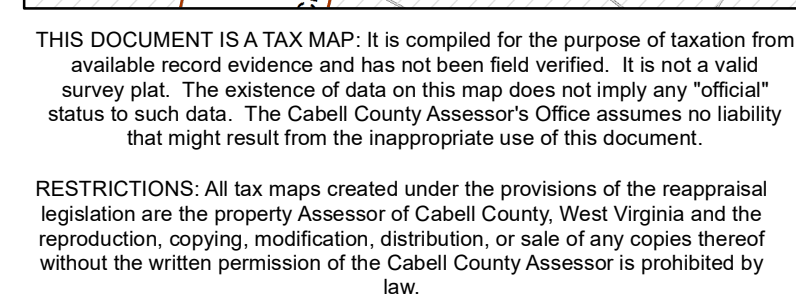 THIS DOCUMENT IS A TAX MAP: It is compiled for the purpose of taxation from
available record evidence and has not been field verified.  It is not a valid
survey plat.  The existence of data on this map does not imply any "official"
status to such data.  The Cabell County Assessor's Office assumes no liability
that might result from the inappropriate use of this document.
RESTRICTIONS: All tax maps created under the provisions of the reappraisal
legislation are the property Assessor of Cabell County, West Virginia and the
reproduction, copying, modification, distribution, or sale of any copies thereof
without the written permission of the Cabell County Assessor is prohibited by
law.